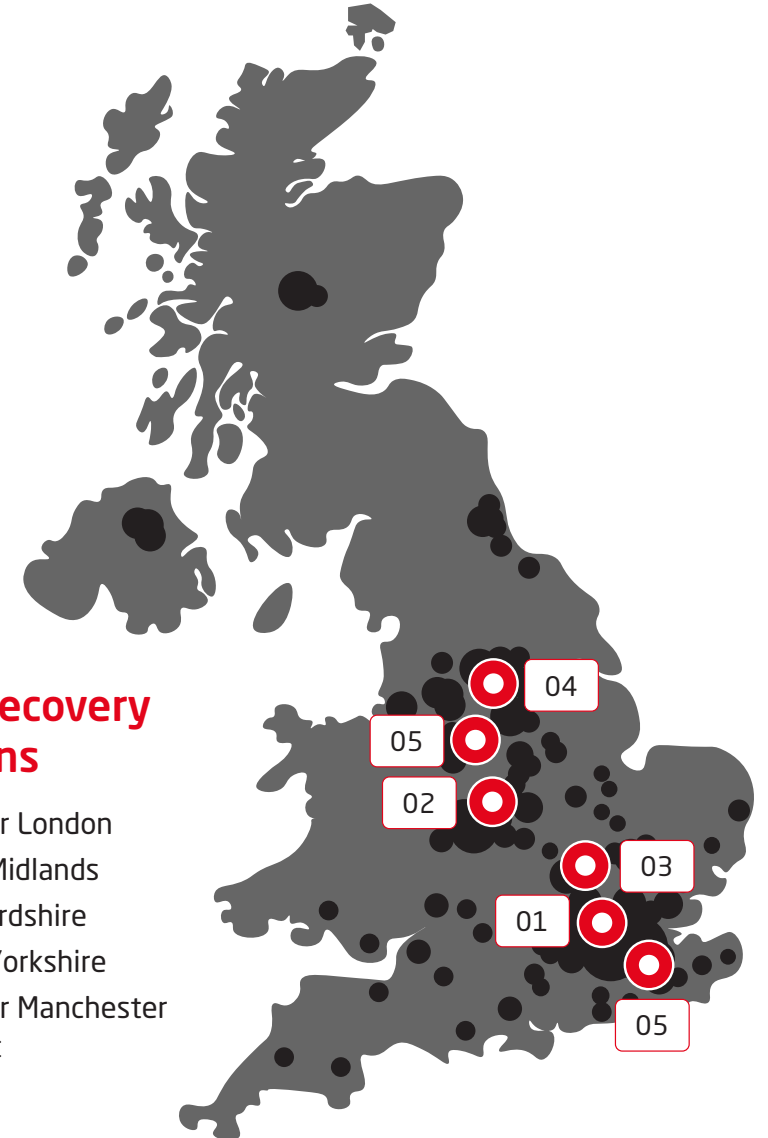 ecovery
ns
r London
Midlands
rdshire
Yorkshire
r Manchester
04
05
02
03
01
05